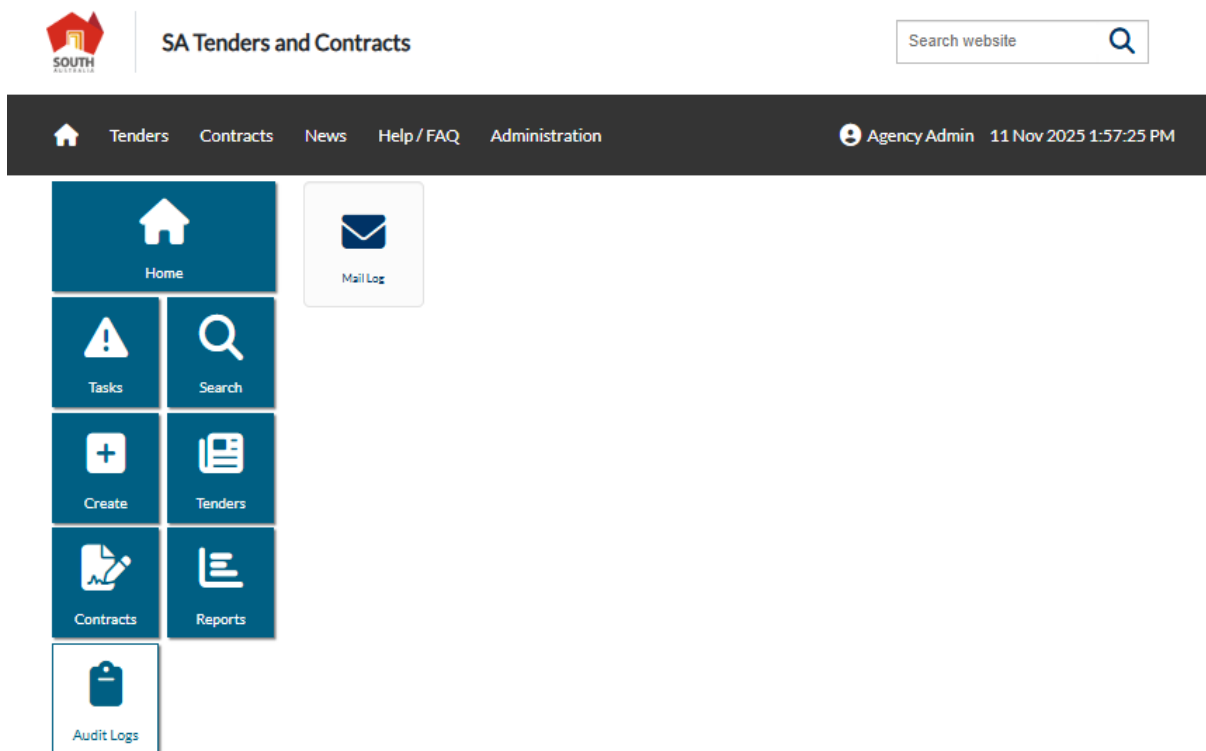 SOUTH
AUSTRALIA
SA Tenders and Contracts
Search website
Tenders Contracts News Help / FAQ Administration
Agency Admin 11 Nov 2025 1:57:25 PM
Home
Mail Log
Tasks
Search
Create
Tenders
Contracts
Reports
Audit Logs